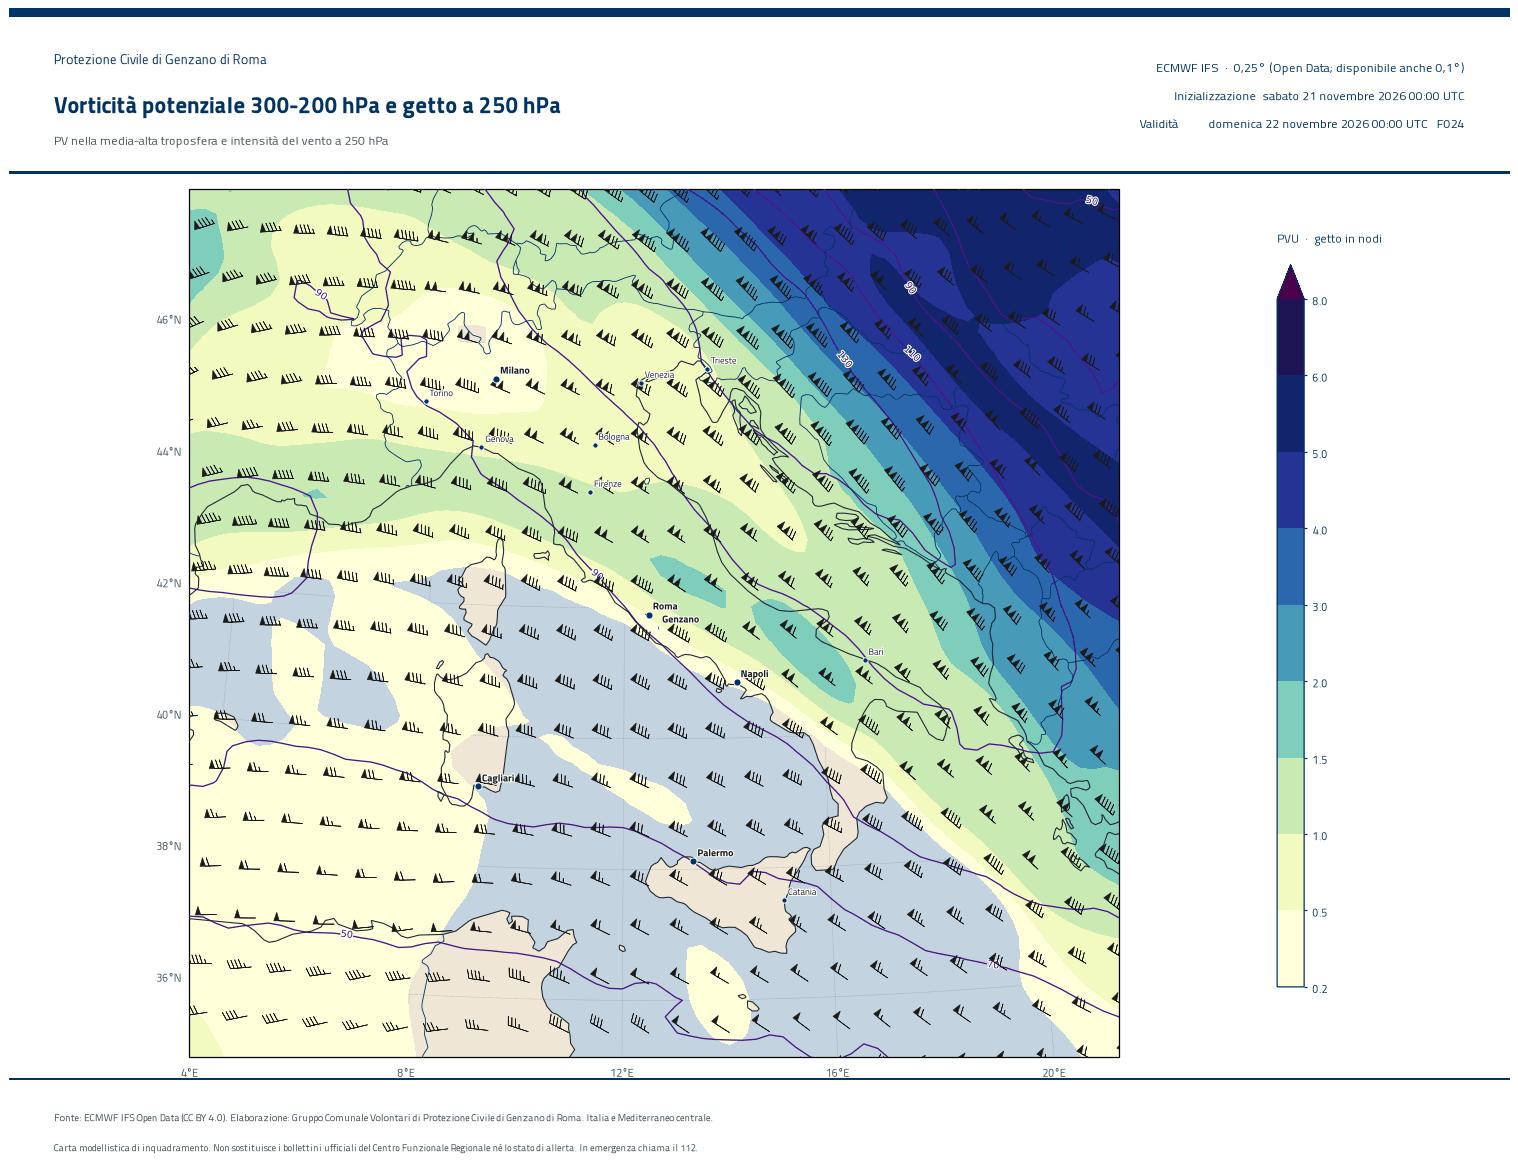 Protezione Civile di Genzano di Roma
Vorticità potenziale 300-200 hPa e getto a 250 hPa
PV nella media-alta troposfera e intensità del vento a 250 hPa
ECMWF IFS · 0,25° (Open Data; disponibile anche 0,1°)
Inizializzazione sabato 21 novembre 2026 00:00 UTC
Validità domenica 22 novembre 2026 00:00 UTC F024
PVU · getto in nodi
8.0
6.0
5.0
4.0
3.0
2.0
1.5
1.0
0.5
0.2
46°N
44°N
42°N
40°N
38°N
36°N
4°E
8°E
12°E
16°E
20°E
50
90
90
130
110
Trieste
Venezia
Milano
Torino
Genova
Bologna
Firenze
90
Roma
Genzano
Bari
Napoli
Cagliari
Palermo
Catania
50
70
Fonte: ECMWF IFS Open Data (CC BY 4.0). Elaborazione: Gruppo Comunale Volontari di Protezione Civile di Genzano di Roma. Italia e Mediterraneo centrale.
Carta modellistica di inquadramento. Non sostituisce i bollettini ufficiali del Centro Funzionale Regionale né lo stato di allerta. In emergenza chiama il 112.